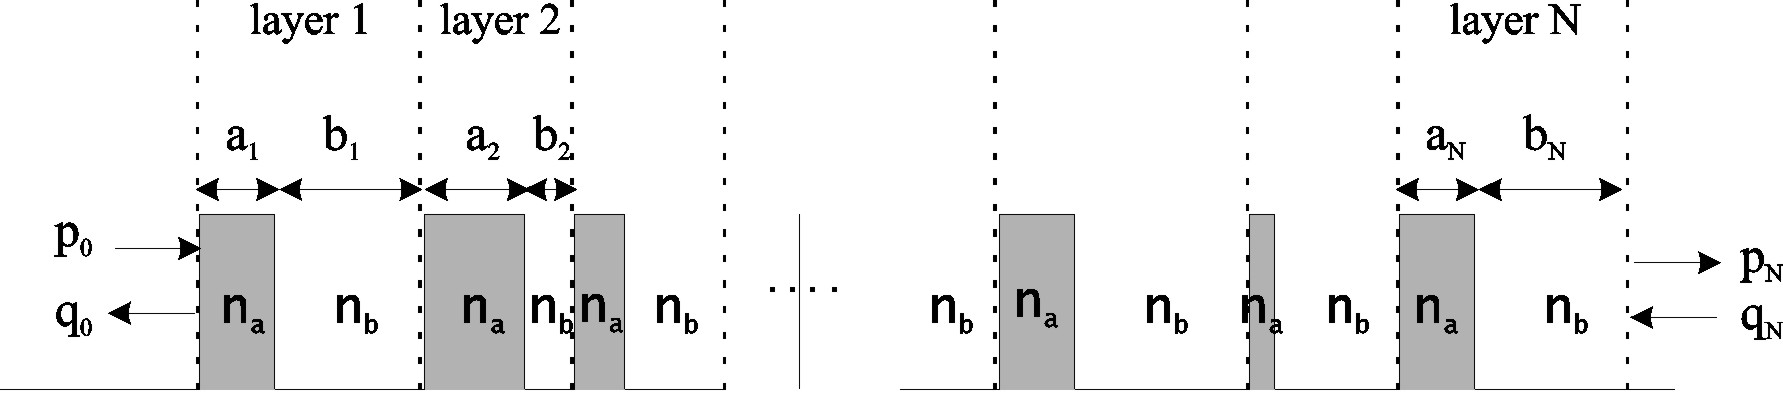 layer 1 layer 2 layer N
a1 b1 a2 b2 aN bN
p0 pN
q0 na nb na nb na nb .... nb na nb na nb na nb qN